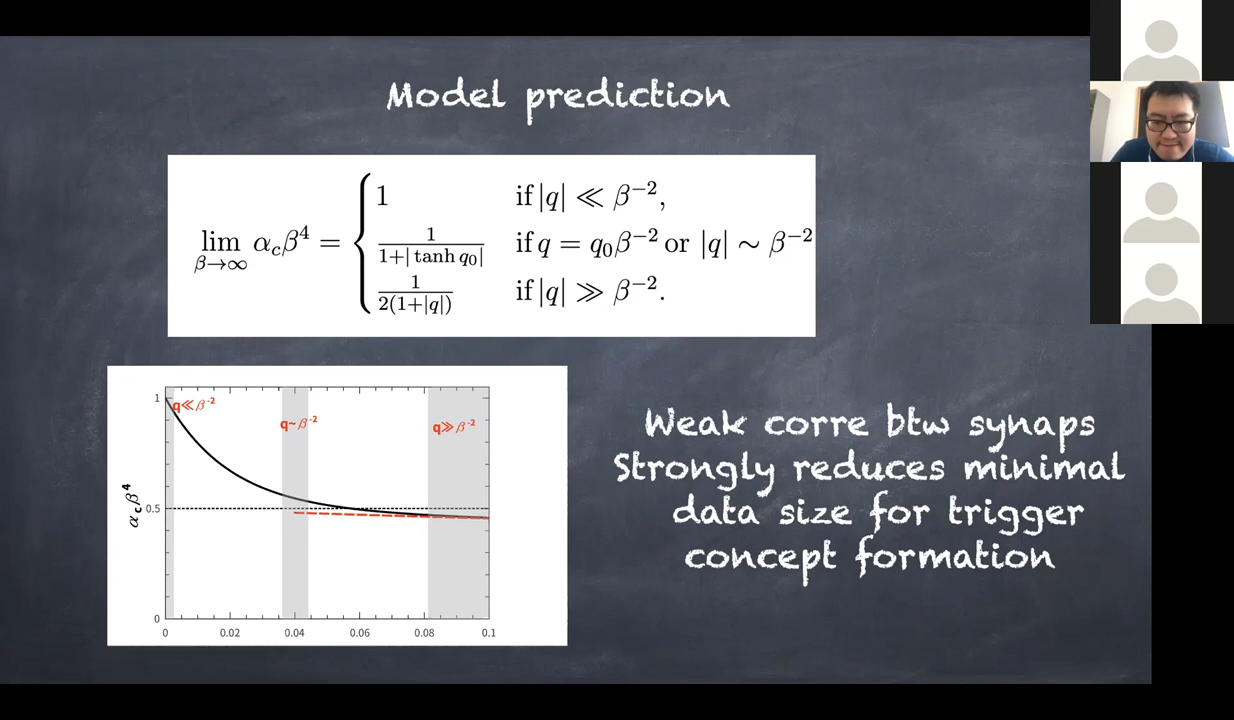 Model prediction
lim β→∞ α_c β^4 = { 1 if |q| ≪ β^{-2},
1/(1+|tanh q_0|) if q = q_0 β^{-2} or |q| ∼ β^{-2}
1/(2(1+|q|)) if |q| ≫ β^{-2}.
Weak corre btw synaps
Strongly reduces minimal
data size for trigger
concept formation
q≪β^{-2}
q~β^{-2}
q≫β^{-2}
α_c β^4
1
0.5
0
0 0.02 0.04 0.06 0.08 0.1